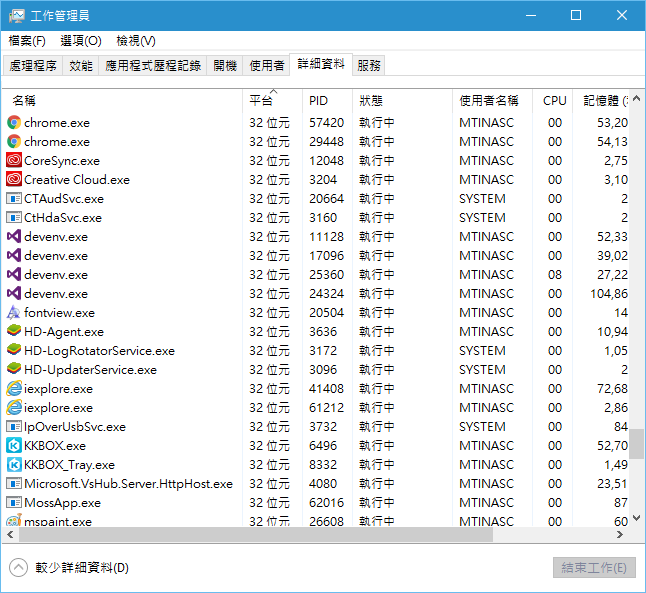 工作管理員
檔案(F) 選項(O) 檢視(V)
處理程序 效能 應用程式歷程記錄 開機 使用者 詳細資料 服務
名稱 平台 PID 狀態 使用者名稱 CPU 記憶體 (
chrome.exe 32 位元 57420 執行中 MTINASC 00 53,20
chrome.exe 32 位元 29448 執行中 MTINASC 00 54,13
CoreSync.exe 32 位元 12048 執行中 MTINASC 00 2,75
Creative Cloud.exe 32 位元 3204 執行中 MTINASC 00 3,10
CTAudSvc.exe 32 位元 20664 執行中 SYSTEM 00 2
CtHdaSvc.exe 32 位元 3160 執行中 SYSTEM 00 2
devenv.exe 32 位元 11128 執行中 MTINASC 00 52,33
devenv.exe 32 位元 17096 執行中 MTINASC 00 39,02
devenv.exe 32 位元 25360 執行中 MTINASC 08 27,22
devenv.exe 32 位元 24324 執行中 MTINASC 00 104,86
fontview.exe 32 位元 20504 執行中 MTINASC 00 14
HD-Agent.exe 32 位元 3636 執行中 MTINASC 00 10,94
HD-LogRotatorService.exe 32 位元 3172 執行中 SYSTEM 00 1,05
HD-UpdaterService.exe 32 位元 3096 執行中 SYSTEM 00 2
iexplore.exe 32 位元 41408 執行中 MTINASC 00 72,68
iexplore.exe 32 位元 61212 執行中 MTINASC 00 2,86
IpOverUsbSvc.exe 32 位元 3732 執行中 SYSTEM 00 84
KKBOX.exe 32 位元 6496 執行中 MTINASC 00 52,70
KKBOX_Tray.exe 32 位元 8332 執行中 MTINASC 00 1,49
Microsoft.VsHub.Server.HttpHost.exe 32 位元 4080 執行中 MTINASC 00 23,51
MossApp.exe 32 位元 62016 執行中 MTINASC 00 87
mspaint.exe 32 位元 26608 執行中 MTINASC 00 60
較少詳細資料(D) 結束工作(E)